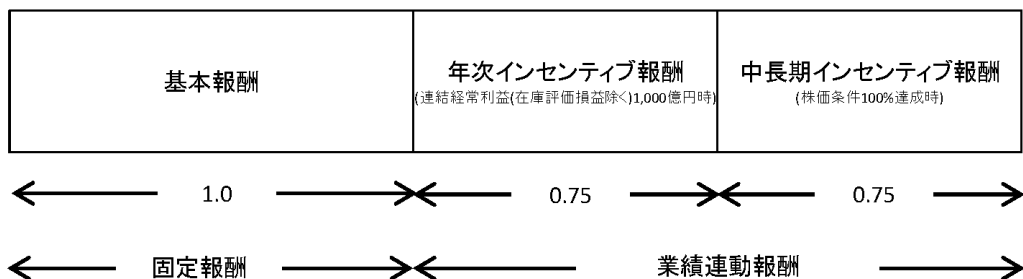 基本報酬
年次インセンティブ報酬
(連結経常利益(在庫評価損益除く)1,000億円時)
中長期インセンティブ報酬
(株価条件100%達成時)
1.0
0.75
0.75
固定報酬
業績連動報酬